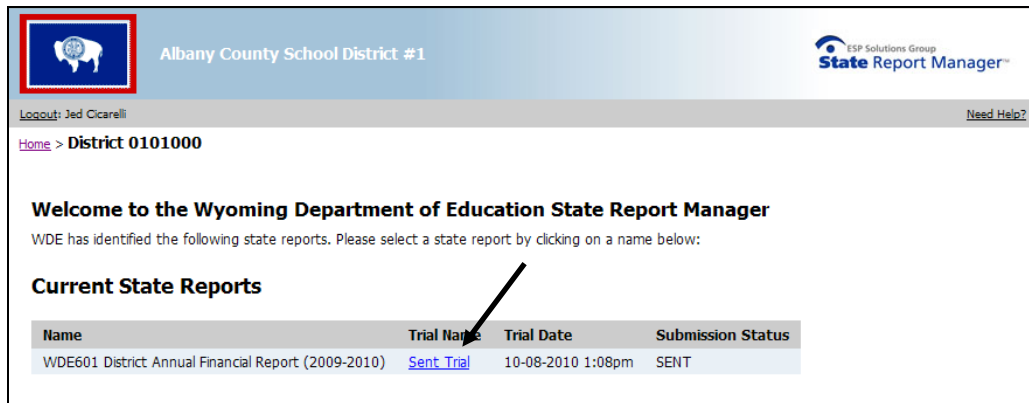 Albany County School District #1
ESP Solutions Group
State Report Manager™
Logout: Jed Cicarelli
Need Help?
Home > District 0101000
Welcome to the Wyoming Department of Education State Report Manager
WDE has identified the following state reports. Please select a state report by clicking on a name below:
Current State Reports
Name Trial Name Trial Date Submission Status
WDE601 District Annual Financial Report (2009-2010) Sent Trial 10-08-2010 1:08pm SENT